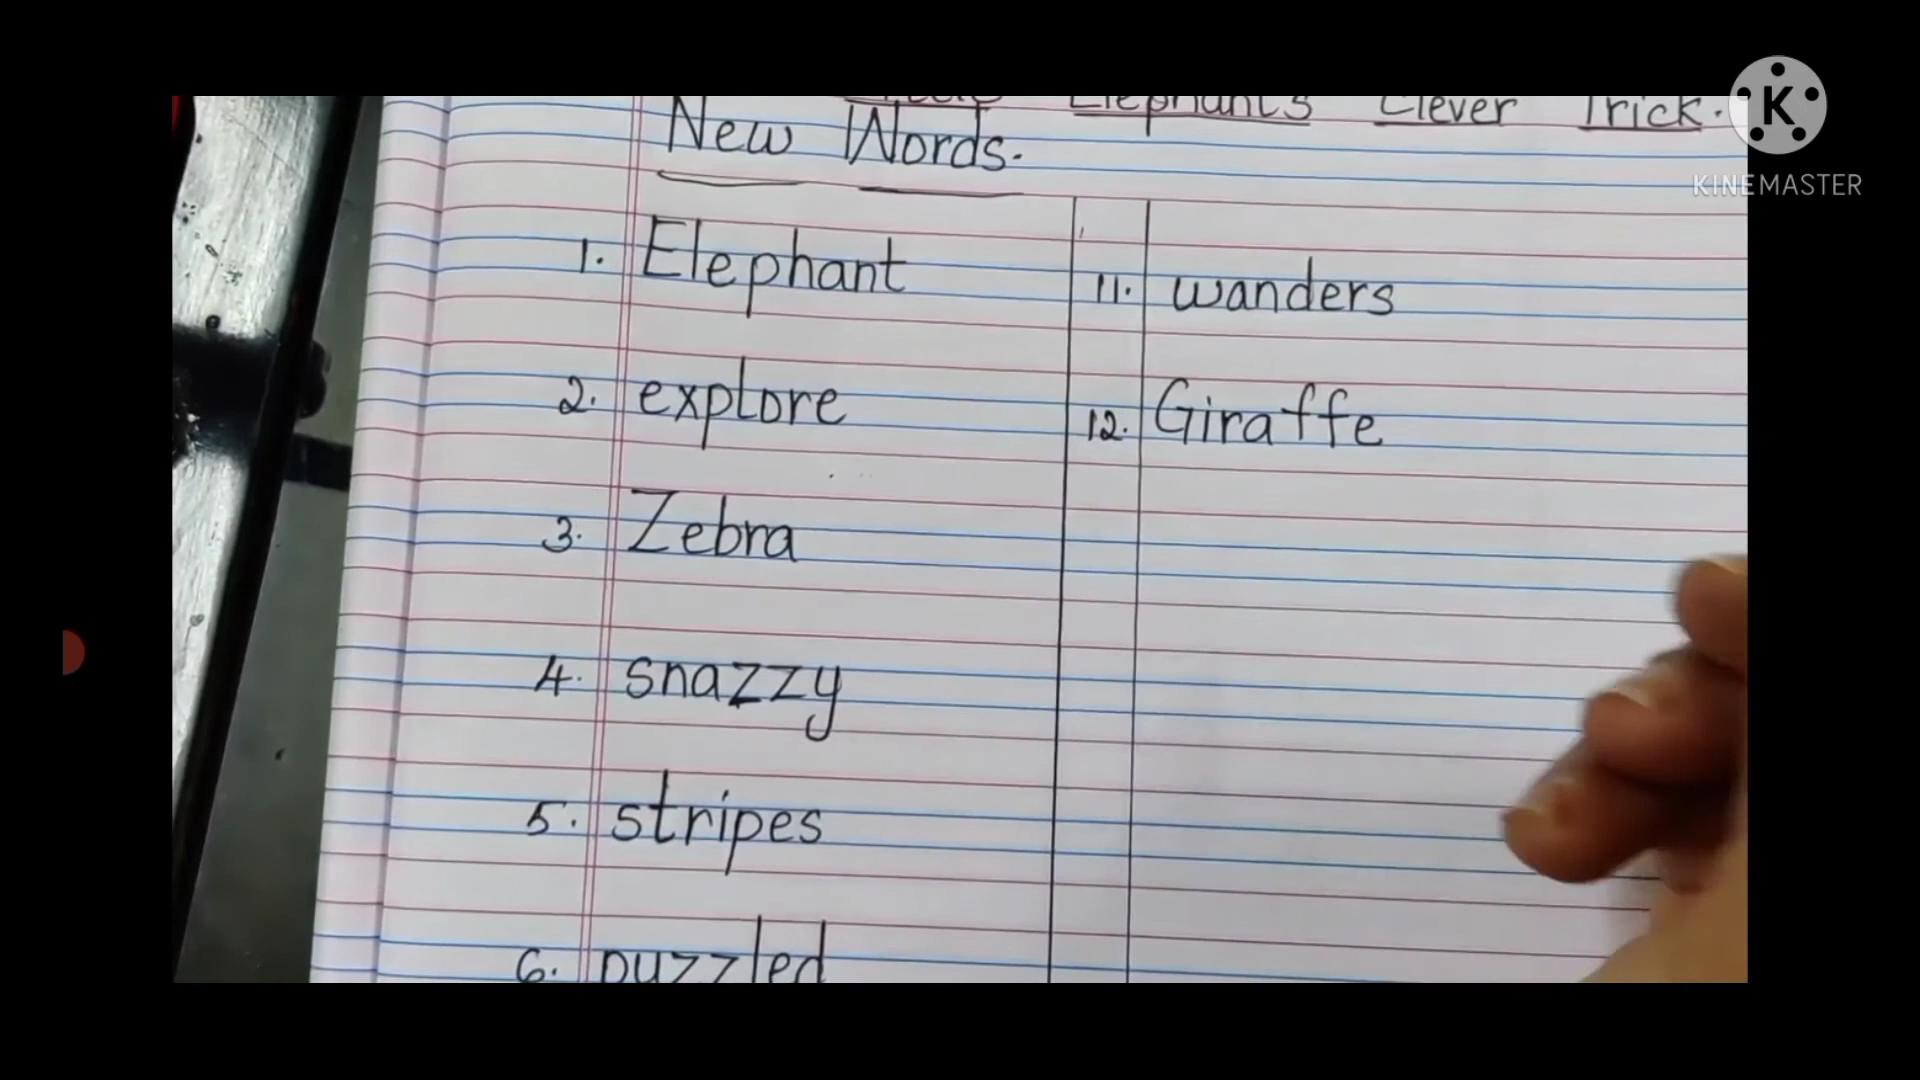 Elephant's Clever Trick.
New Words.
1. Elephant
2. explore
3. Zebra
4. snazzy
5. stripes
6. puzzled
11. wanders
12. Giraffe
K
KINEMASTER